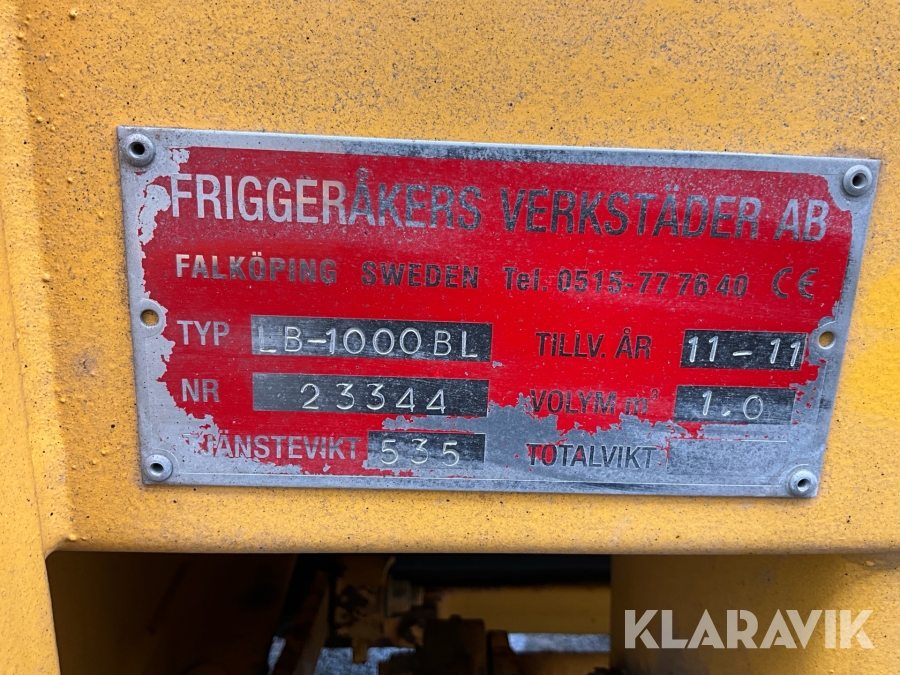 FRIGGERÅKERS VERKSTÄDER AB
FALKÖPING SWEDEN Tel. 0515-77 76 40 CE
TYP LB-1000BL TILLV. ÅR 11-11
NR 23344 VOLYM m³ 1.0
TJÄNSTEVIKT 535 TOTALVIKT
KLARAVIK